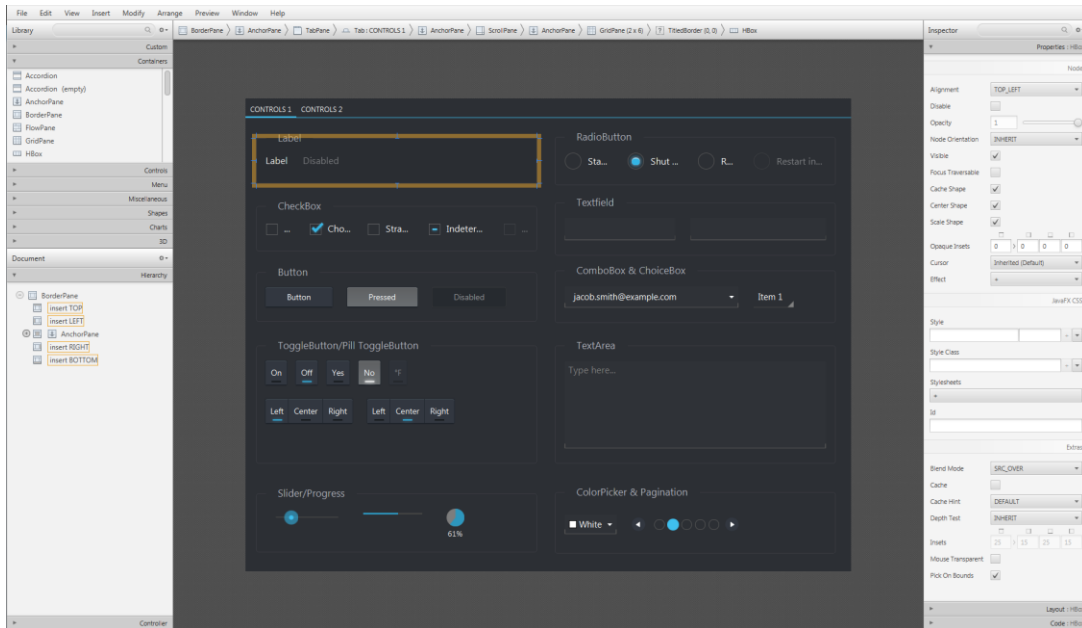 File Edit View Insert Modify Arrange Preview Window Help
Library
BorderPane AnchorPane TabPane Tab : CONTROLS 1 AnchorPane ScrollPane AnchorPane GridPane (2 x 6) TitledBorder (0, 0) HBox
Inspector
Custom
Containers
Accordion
Accordion (empty)
AnchorPane
BorderPane
FlowPane
GridPane
HBox
Controls
Menu
Miscellaneous
Shapes
Charts
3D
Document
Hierarchy
BorderPane
insert TOP
insert LEFT
AnchorPane
insert RIGHT
insert BOTTOM
Controller
CONTROLS 1 CONTROLS 2
Label
Label Disabled
RadioButton
Sta... Shut ... R... Restart in...
CheckBox
... Cho... Stra... Indeter... ...
Textfield
Button
Button Pressed Disabled
ComboBox & ChoiceBox
jacob.smith@example.com Item 1
ToggleButton/Pill ToggleButton
On Off Yes No °F
Left Center Right Left Center Right
TextArea
Type here...
Slider/Progress
61%
ColorPicker & Pagination
White
Properties : HBox
Node
Alignment TOP_LEFT
Disable
Opacity 1
Node Orientation INHERIT
Visible
Focus Traversable
Cache Shape
Center Shape
Scale Shape
Opaque Insets 0 0 0 0
Cursor Inherited (Default)
Effect +
JavaFX CSS
Style
Style Class
Stylesheets
+
Id
Extras
Blend Mode SRC_OVER
Cache
Cache Hint DEFAULT
Depth Test INHERIT
Insets 25 15 25 15
Mouse Transparent
Pick On Bounds
Layout : HBox
Code : HBox